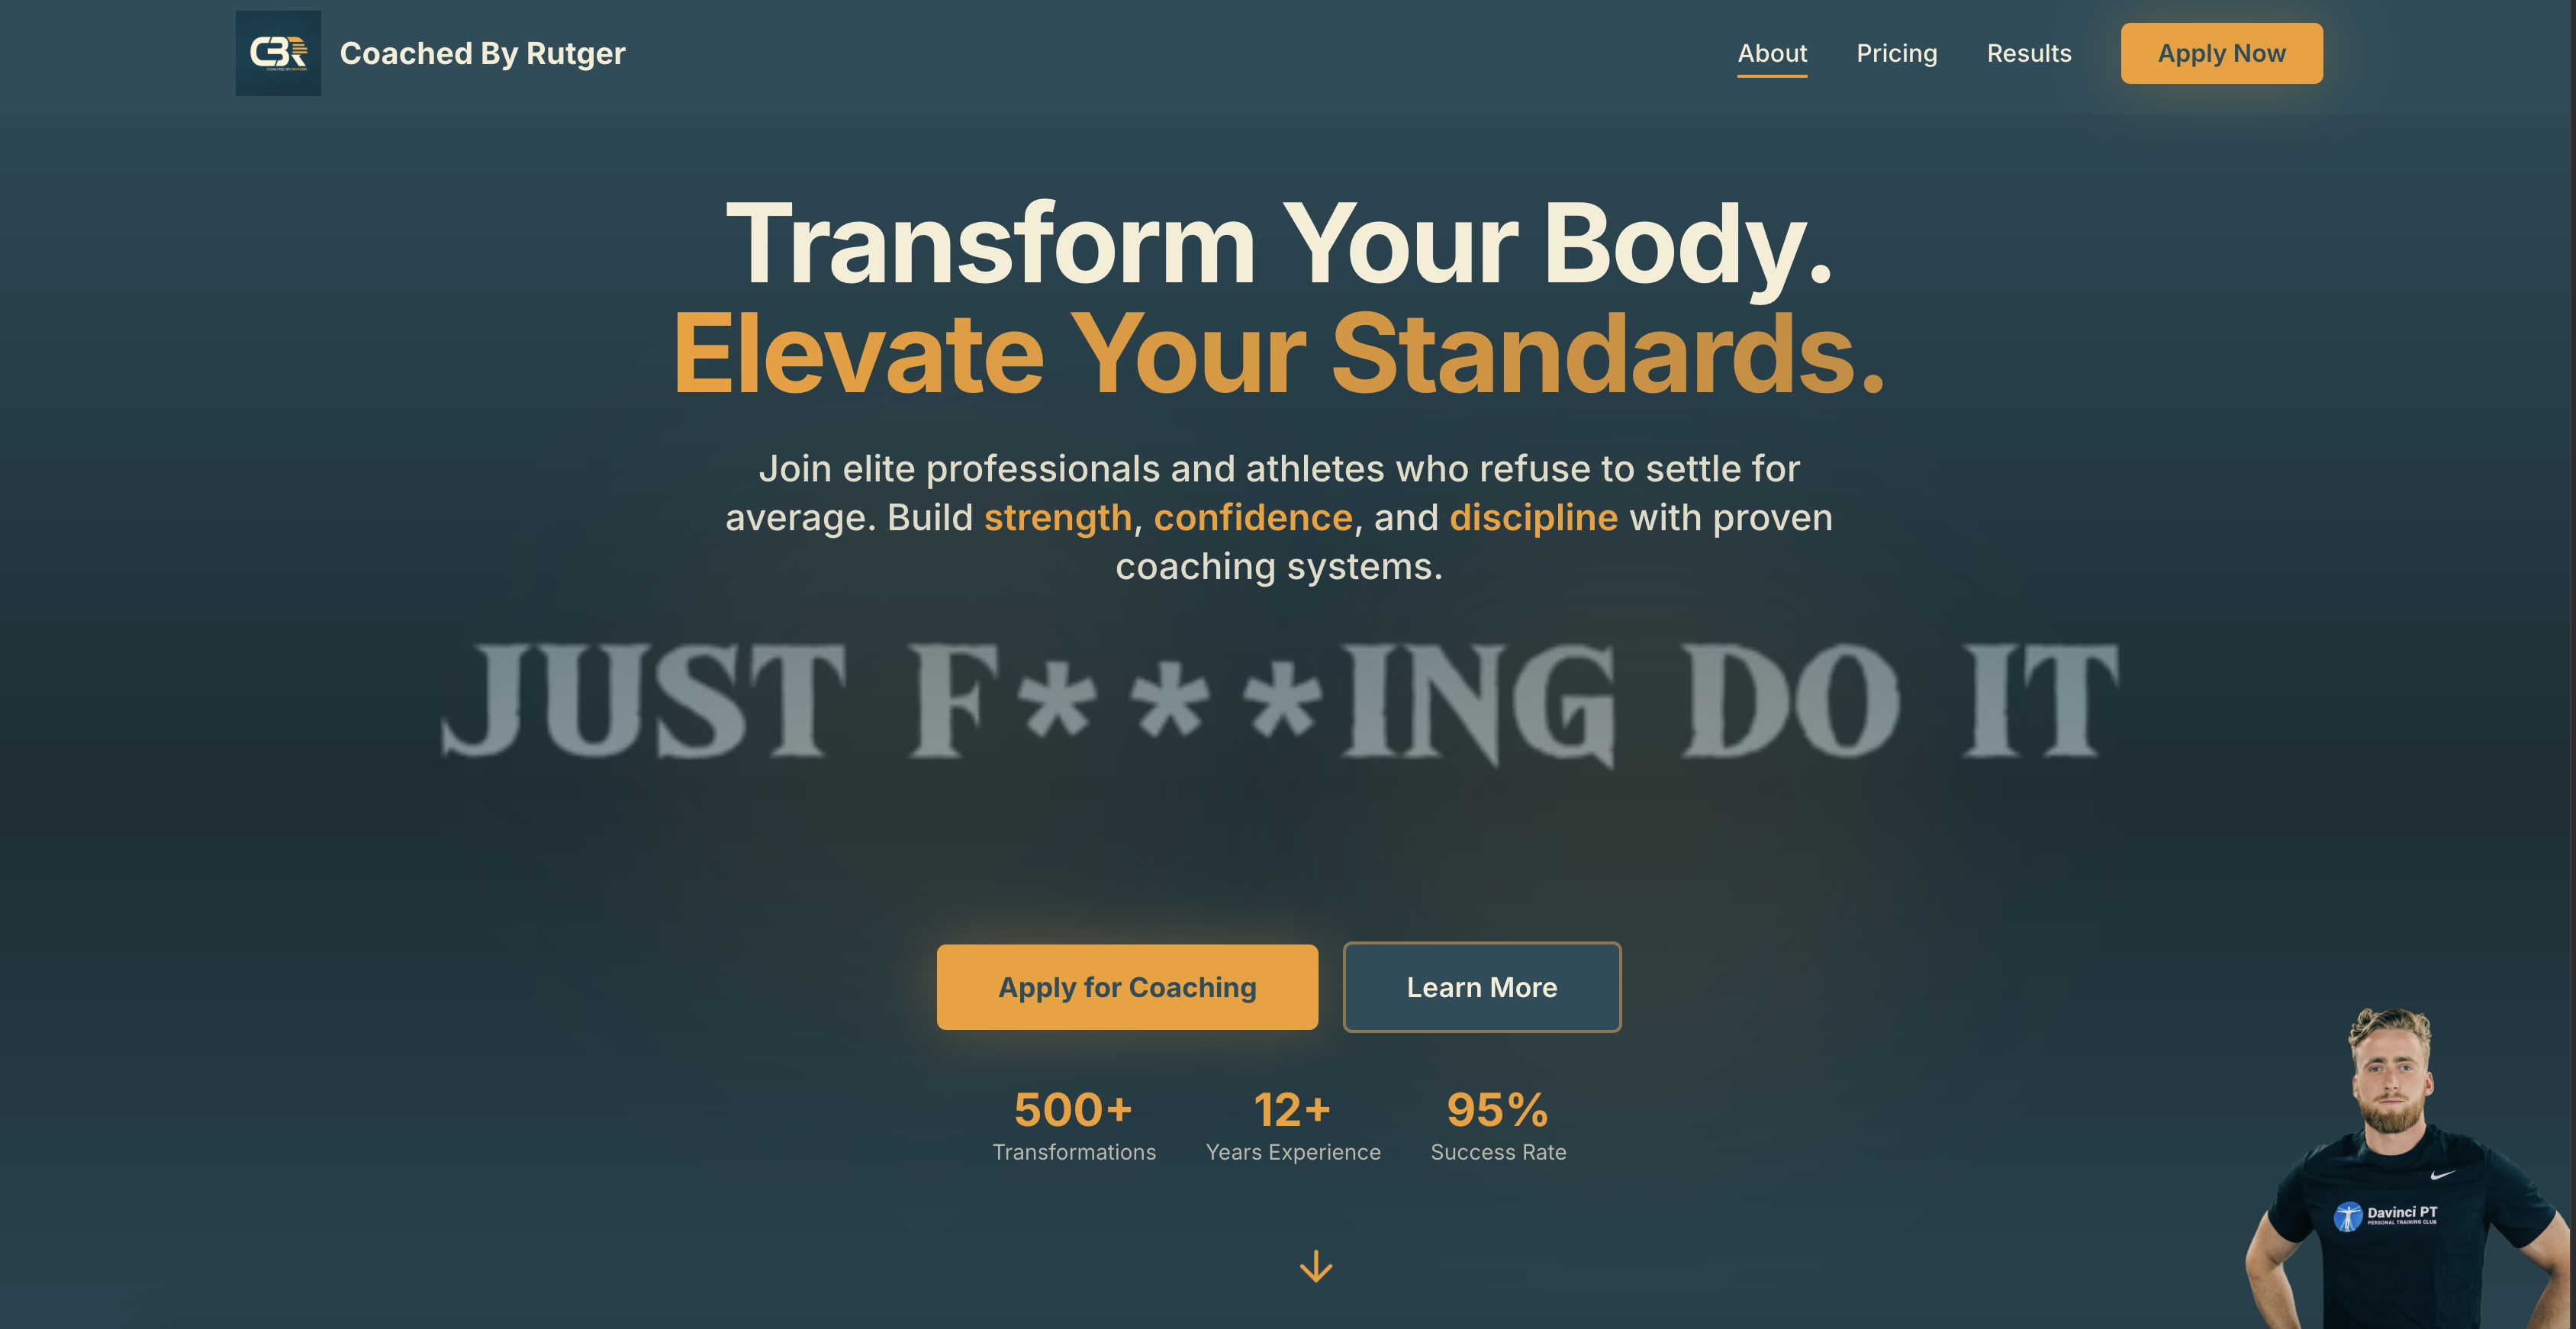 CBR
COACHED BY RUTGER
Coached By Rutger
About
Pricing
Results
Apply Now
Transform Your Body.
Elevate Your Standards.
Join elite professionals and athletes who refuse to settle for
average. Build strength, confidence, and discipline with proven
coaching systems.
JUST F***ING DO IT
Apply for Coaching
Learn More
500+
12+
95%
Transformations
Years Experience
Success Rate
Davinci PT
PERSONAL TRAINING CLUB